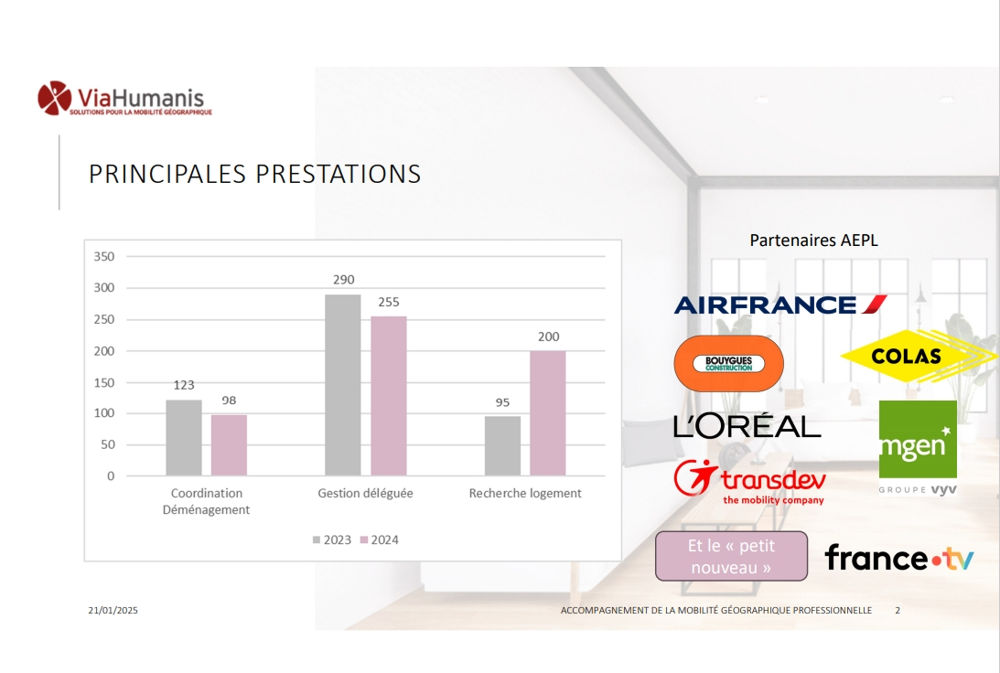 ViaHumanis
SOLUTIONS POUR LA MOBILITÉ GÉOGRAPHIQUE
PRINCIPALES PRESTATIONS
350
300
250
200
150
100
50
0
123
98
290
255
95
200
Coordination
Déménagement
Gestion déléguée
Recherche logement
2023
2024
Partenaires AEPL
AIRFRANCE
BOUYGUES
CONSTRUCTION
COLAS
L'ORÉAL
mgen
GROUPE vyv
transdev
the mobility company
Et le « petit
nouveau »
france•tv
21/01/2025
ACCOMPAGNEMENT DE LA MOBILITÉ GÉOGRAPHIQUE PROFESSIONNELLE
2